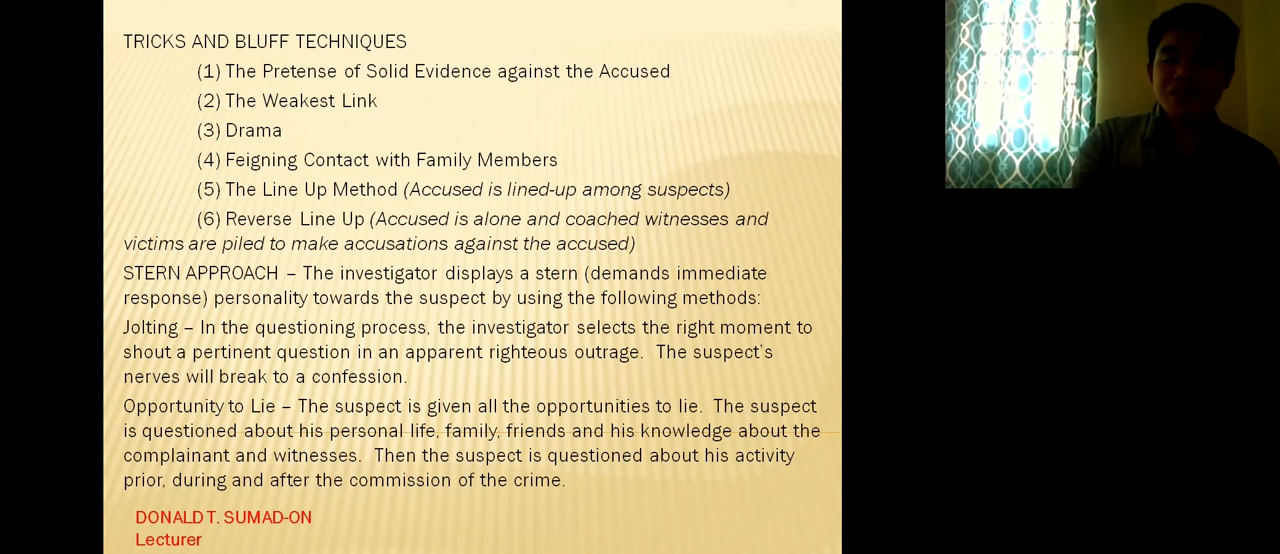 TRICKS AND BLUFF TECHNIQUES
(1) The Pretense of Solid Evidence against the Accused
(2) The Weakest Link
(3) Drama
(4) Feigning Contact with Family Members
(5) The Line Up Method (Accused is lined-up among suspects)
(6) Reverse Line Up (Accused is alone and coached witnesses and
victims are piled to make accusations against the accused)
STERN APPROACH – The investigator displays a stern (demands immediate
response) personality towards the suspect by using the following methods:
Jolting – In the questioning process, the investigator selects the right moment to
shout a pertinent question in an apparent righteous outrage. The suspect's
nerves will break to a confession.
Opportunity to Lie – The suspect is given all the opportunities to lie. The suspect
is questioned about his personal life, family, friends and his knowledge about the
complainant and witnesses. Then the suspect is questioned about his activity
prior, during and after the commission of the crime.
DONALD T. SUMAD-ON
Lecturer